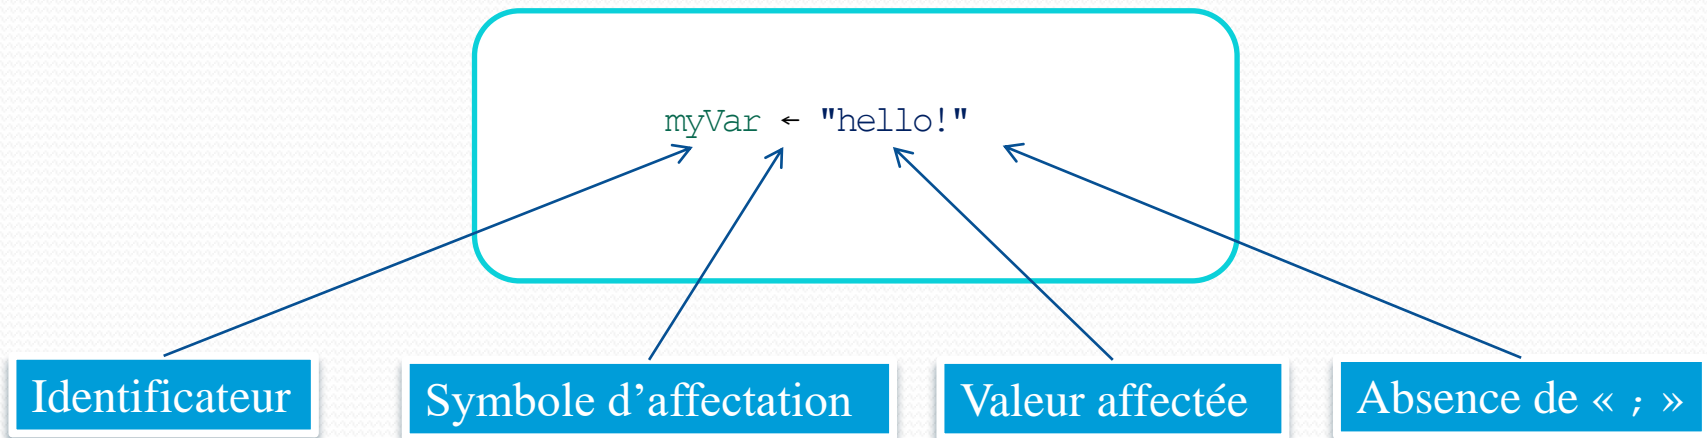 myVar ← "hello!"
Identificateur
Symbole d’affectation
Valeur affectée
Absence de « ; »